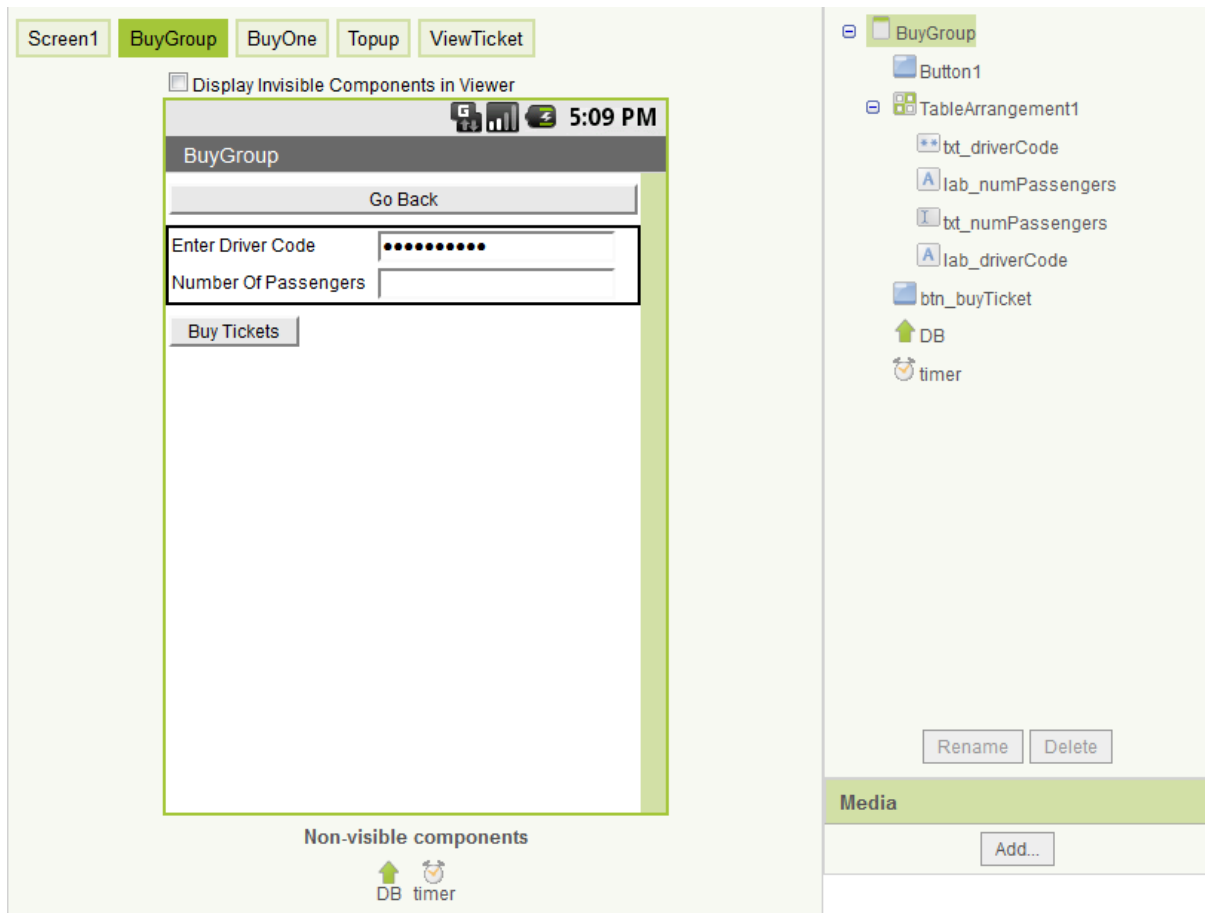 Screen1 BuyGroup BuyOne Topup ViewTicket
Display Invisible Components in Viewer
5:09 PM
BuyGroup
Go Back
Enter Driver Code ••••••••••
Number Of Passengers
Buy Tickets
Non-visible components
DB timer
BuyGroup
Button1
TableArrangement1
txt_driverCode
lab_numPassengers
txt_numPassengers
lab_driverCode
btn_buyTicket
DB
timer
Rename Delete
Media
Add...